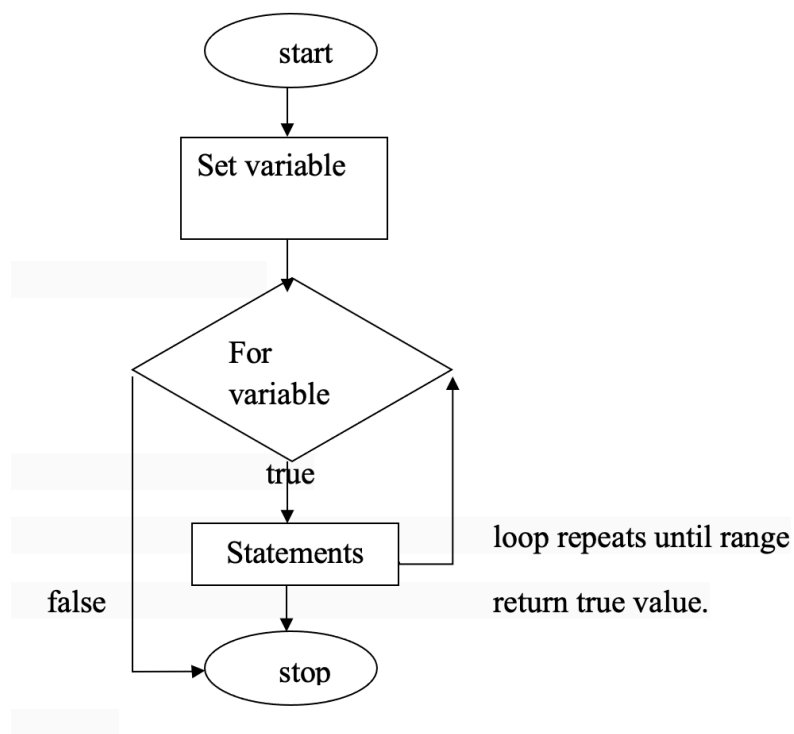 start
Set variable
For
variable
true
Statements
loop repeats until range
false
return true value.
stop